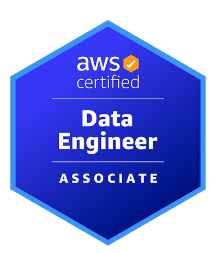 aws
certified
Data
Engineer
ASSOCIATE